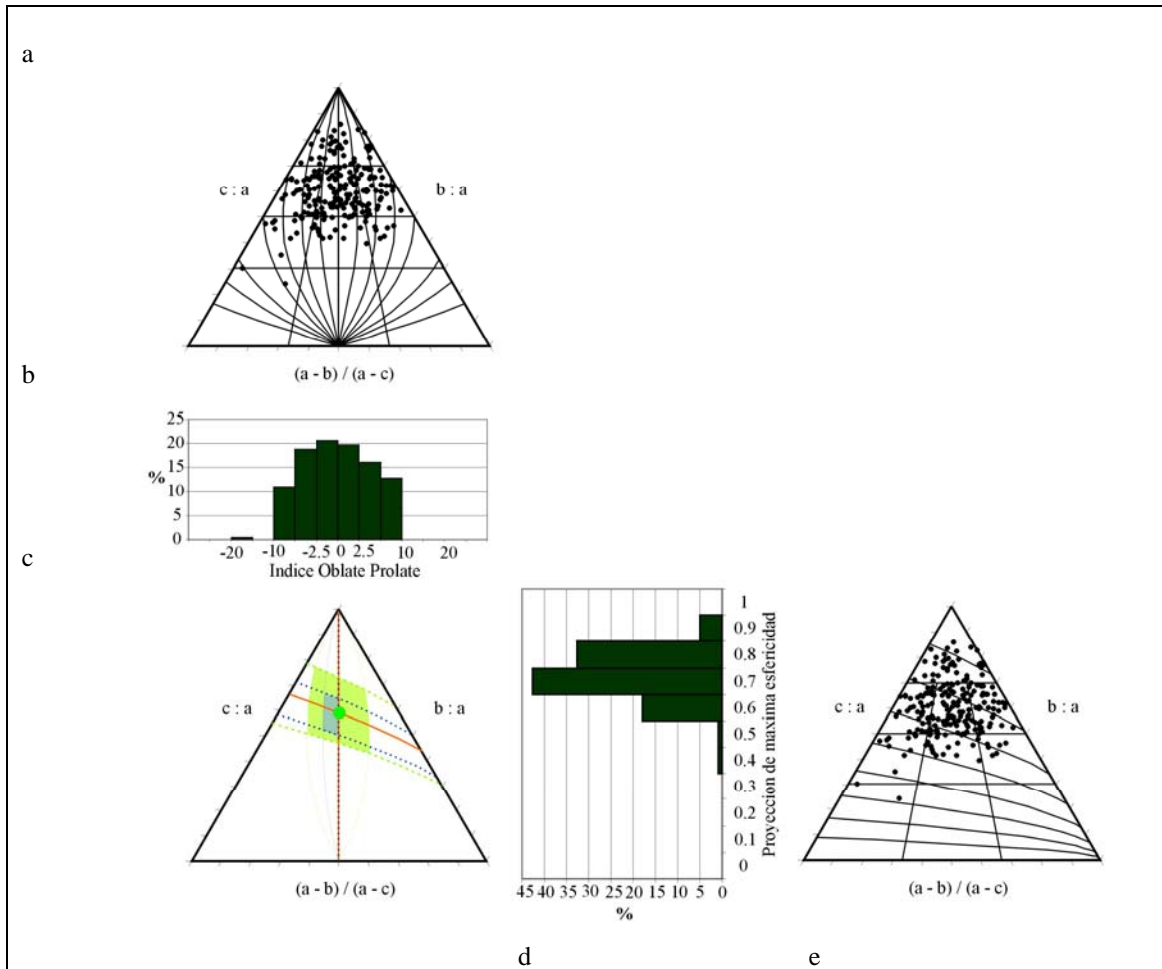 a
c : a
b : a
(a - b) / (a - c)
b
25
20
15
%
10
5
0
-20
-10
-2.5
0
2.5
10
20
Indice Oblate Prolate
c
c : a
b : a
(a - b) / (a - c)
1
0.9
0.8
0.7
0.6
0.5
0.4
0.3
0.2
0.1
0
Proyeccion de maxima esfericidad
45 40 35 30 25 20 15 10 5 0
%
c : a
b : a
(a - b) / (a - c)
d
e